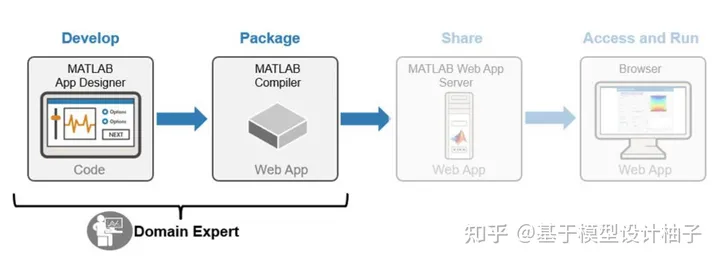 Develop
Package
Share
Access and Run
MATLAB
App Designer
Options
Options
NEXT
Code
MATLAB
Compiler
Web App
MATLAB Web App
Server
Web App
Browser
Web App
Domain Expert
知乎 @基于模型设计柚子